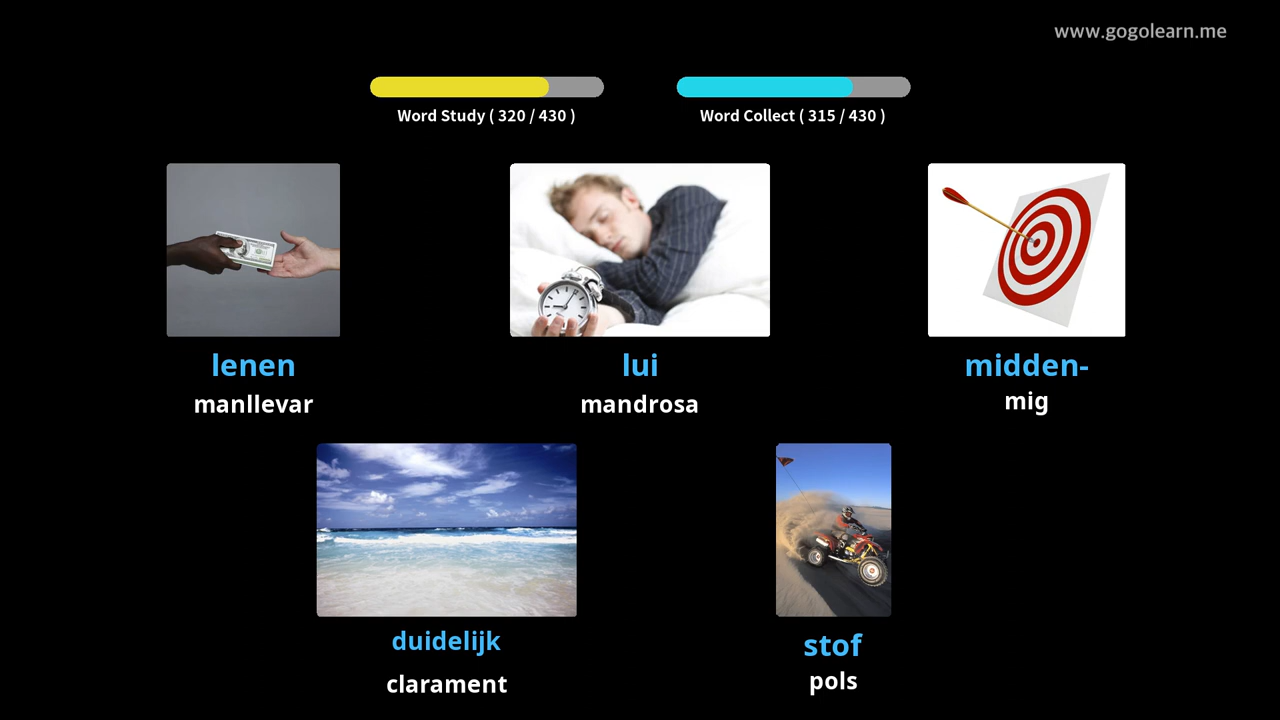 www.gogolearn.me
Word Study ( 320 / 430 )
Word Collect ( 315 / 430 )
lenen
manllevar
lui
mandrosa
midden-
mig
duidelijk
clarament
stof
pols